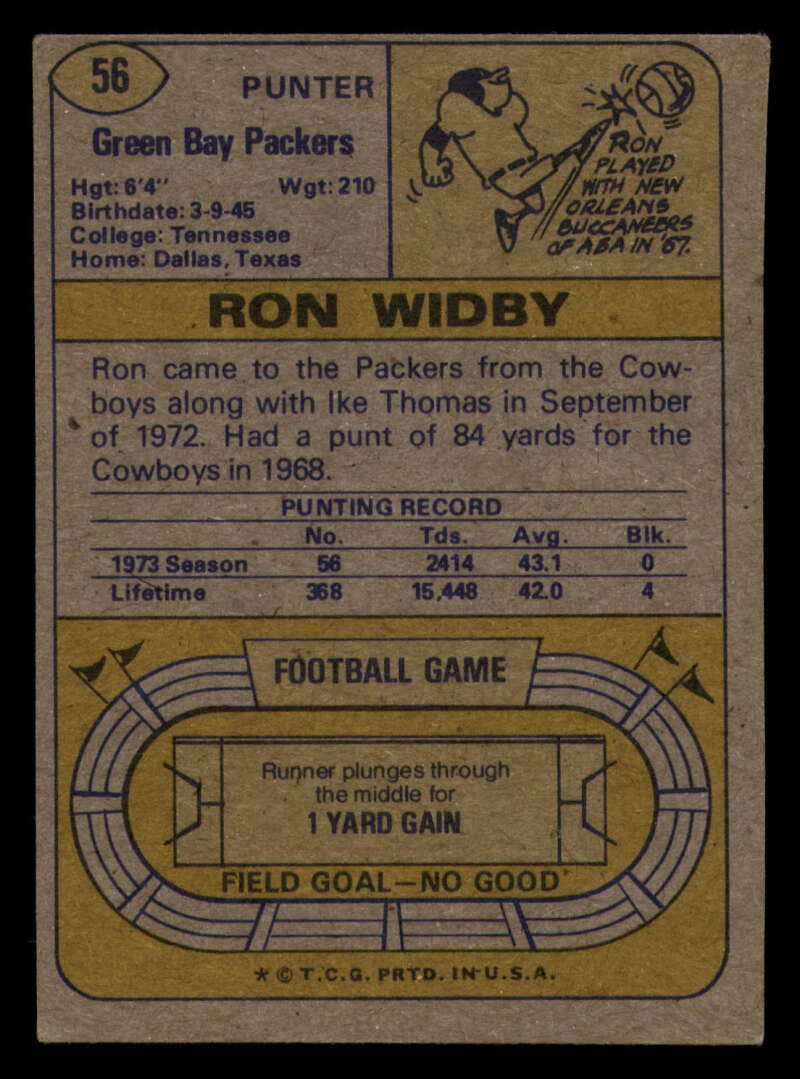 56
PUNTER
Green Bay Packers
Hgt: 6'4" Wgt: 210
Birthdate: 3-9-45
College: Tennessee
Home: Dallas, Texas
RON
PLAYED
WITH NEW
ORLEANS
BUCCANEERS
OF ABA IN '67.
RON WIDBY
Ron came to the Packers from the Cow-
boys along with Ike Thomas in September
of 1972. Had a punt of 84 yards for the
Cowboys in 1968.
PUNTING RECORD
No. Tds. Avg. Blk.
1973 Season 56 2414 43.1 0
Lifetime 368 15,448 42.0 4
FOOTBALL GAME
Runner plunges through
the middle for
1 YARD GAIN
FIELD GOAL—NO GOOD
* © T.C.G. PRTD. IN U.S.A.